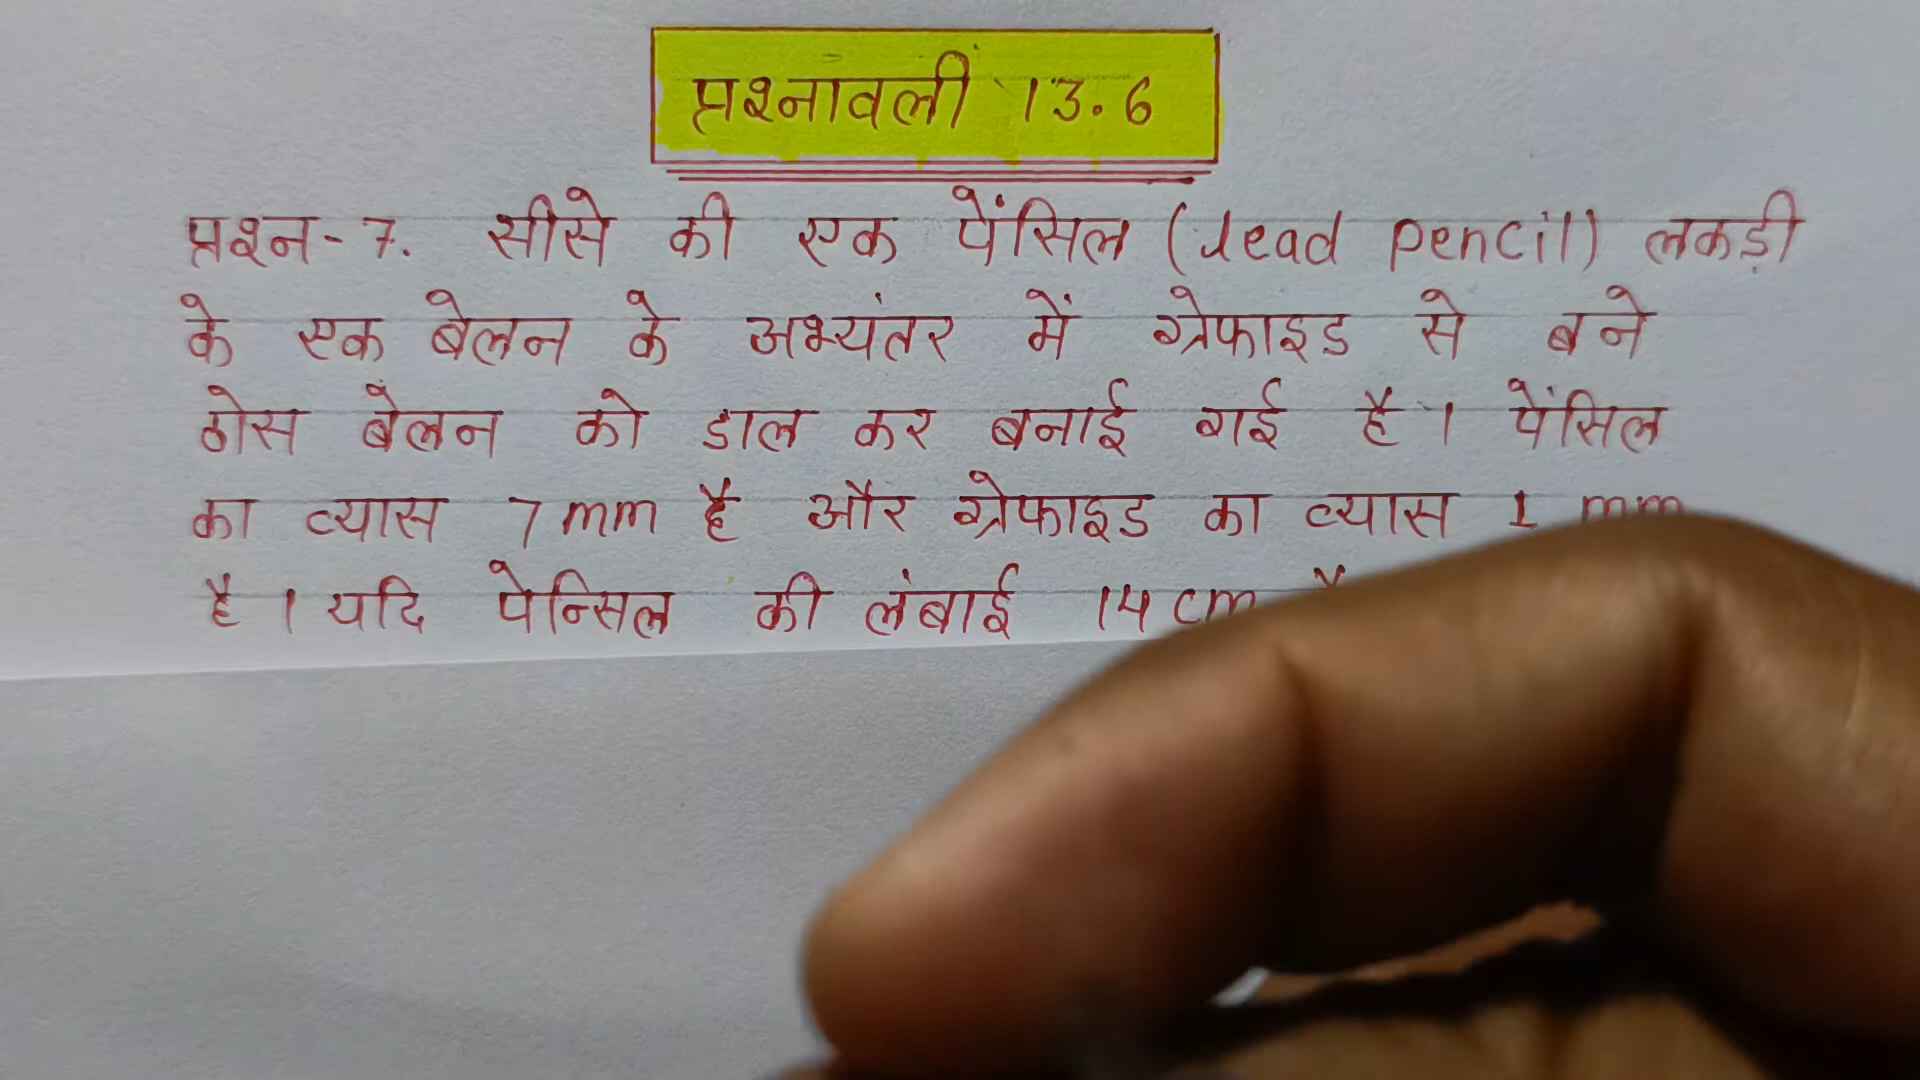 प्रश्नावली 13.6
प्रश्न-7. सीसे की एक पेंसिल (lead pencil) लकड़ी
के एक बेलन के अभ्यंतर में ग्रेफाइड से बने
ठोस बेलन को डाल कर बनाई गई है। पेंसिल
का व्यास 7 mm है और ग्रेफाइड का व्यास 1 mm
है। यदि पेन्सिल की लंबाई 14 cm